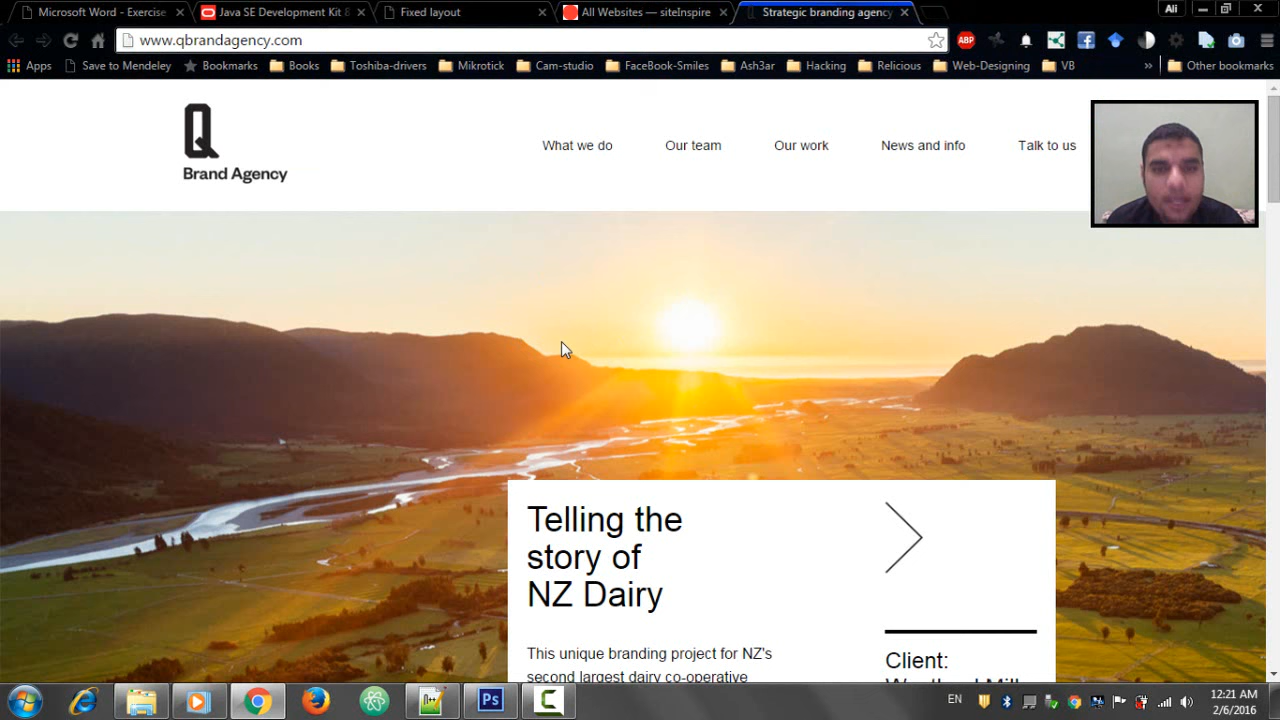 Microsoft Word - Exercise
Java SE Development Kit 8
Fixed layout
All Websites — siteInspire
Strategic branding agency
Ali
www.qbrandagency.com
ABP
Apps
Save to Mendeley
Bookmarks
Books
Toshiba-drivers
Mikrotick
Cam-studio
FaceBook-Smiles
Ash3ar
Hacking
Relicious
Web-Designing
VB
»
Other bookmarks
Q
Brand Agency
What we do
Our team
Our work
News and info
Talk to us
Telling the
story of
NZ Dairy
This unique branding project for NZ's
second largest dairy co-operative
Client:
Ps
EN
12:21 AM
2/6/2016